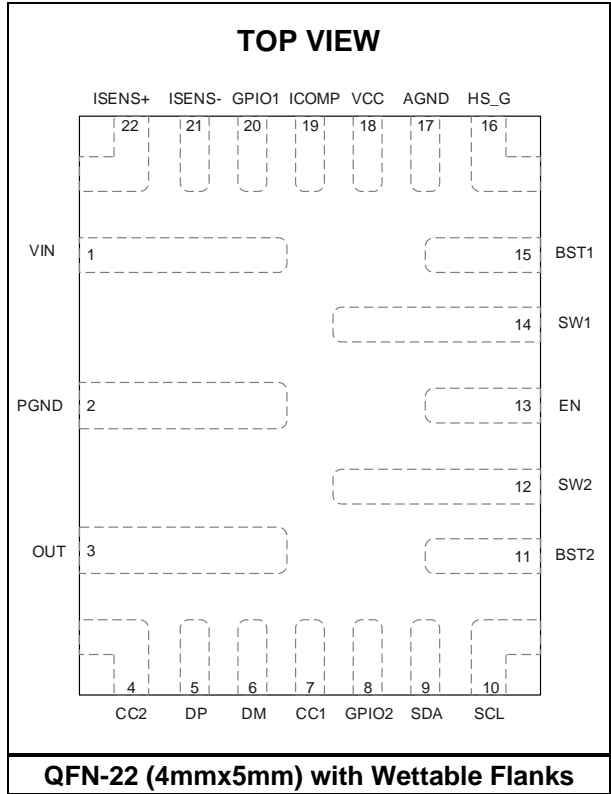 TOP VIEW
ISENS+ ISENS- GPIO1 ICOMP VCC AGND HS_G
22 21 20 19 18 17 16
VIN 1 15 BST1
14 SW1
PGND 2 13 EN
12 SW2
OUT 3 11 BST2
4 5 6 7 8 9 10
CC2 DP DM CC1 GPIO2 SDA SCL
QFN-22 (4mmx5mm) with Wettable Flanks